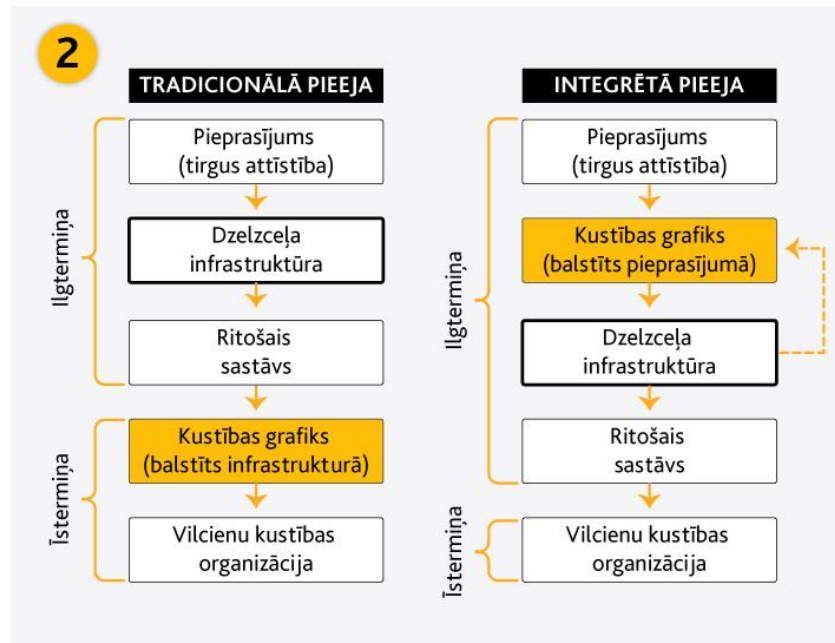 2
TRADICIONĀLĀ PIEEJA
Ilgtermiņa
Pieprasījums
(tirgus attīstība)
Dzelzceļa
infrastruktūra
Ritošais
sastāvs
Īstermiņa
Kustības grafiks
(balstīts infrastruktūrā)
Vilcienu kustības
organizācija
INTEGRĒTĀ PIEEJA
Ilgtermiņa
Pieprasījums
(tirgus attīstība)
Kustības grafiks
(balstīts pieprasījumā)
Dzelzceļa
infrastruktūra
Ritošais
sastāvs
Īstermiņa
Vilcienu kustības
organizācija